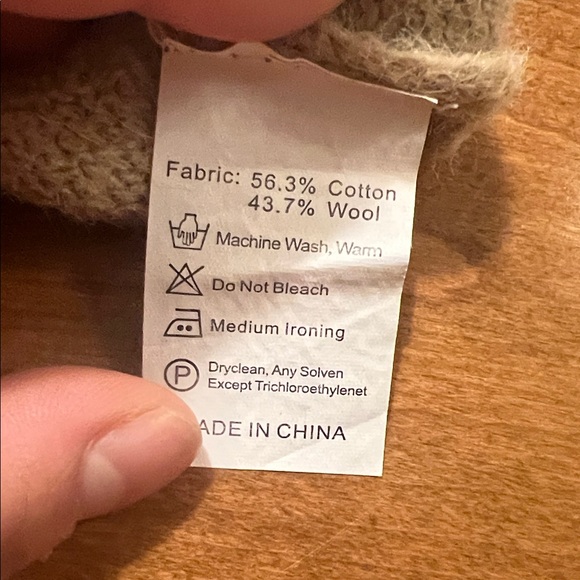 Fabric: 56.3% Cotton
43.7% Wool
Machine Wash, Warm
Do Not Bleach
Medium Ironing
P
Dryclean, Any Solven
Except Trichloroethylenet
ADE IN CHINA